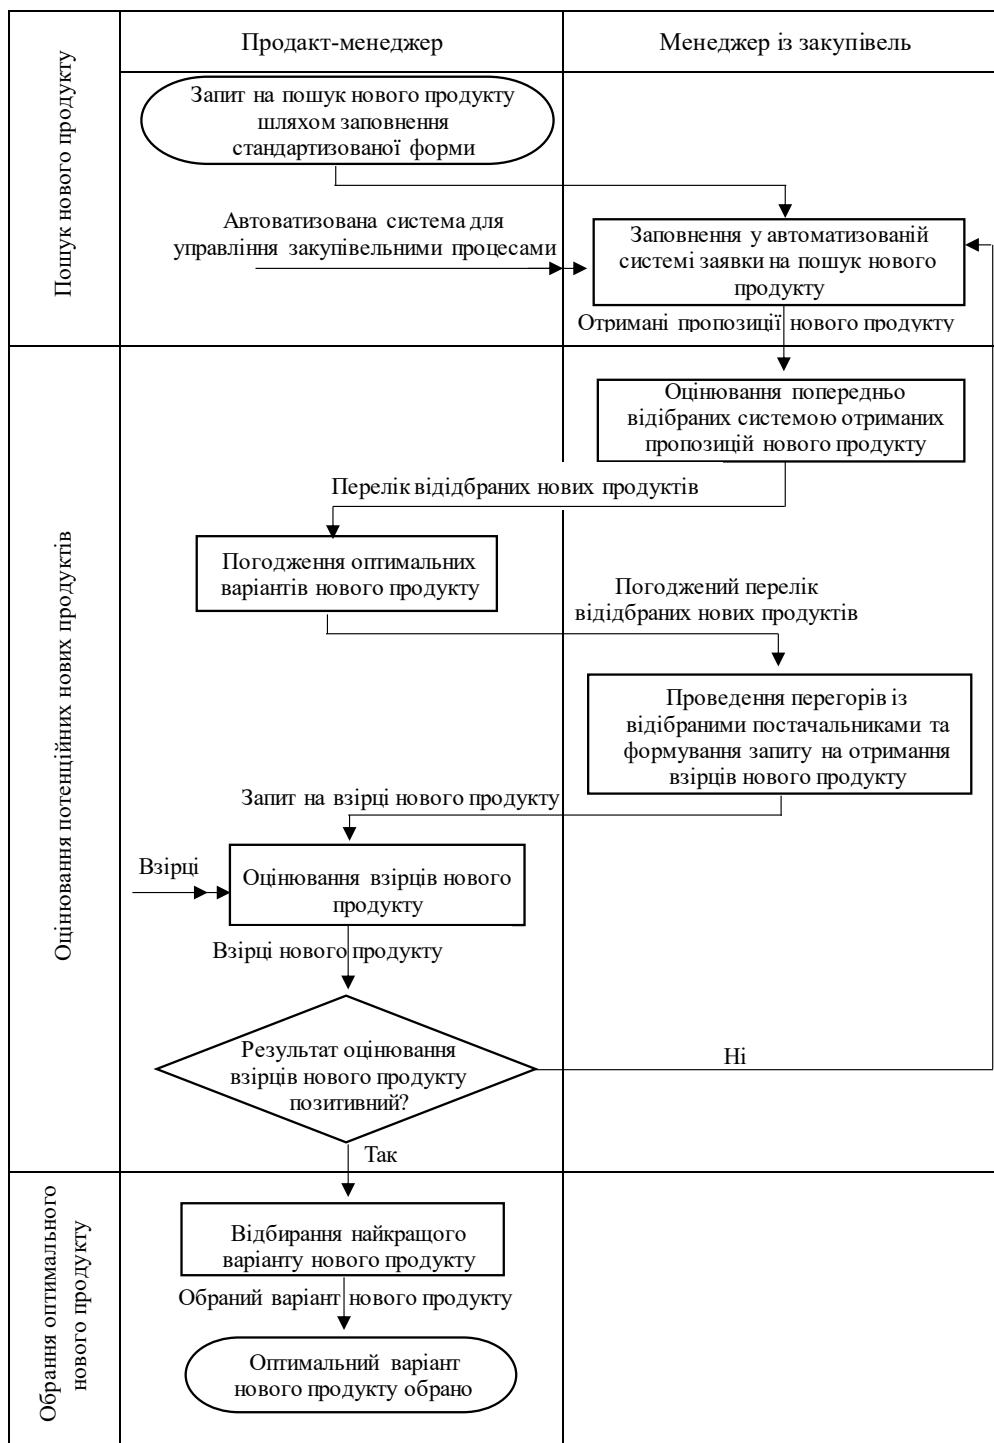 Продакт-менеджер
Менеджер із закупівель
Пошук нового продукту
Запит на пошук нового продукту
шляхом заповнення
стандартизованої форми
Автоватизована система для
управління закупівельними процесами
Заповнення у автоматизованій
системі заявки на пошук нового
продукту
Отримані пропозиції нового продукту
Оцінювання потенційних нових продуктів
Оцінювання попередньо
відібраних системою отриманих
пропозицій нового продукту
Перелік відідбраних нових продуктів
Погодження оптимальних
варіантів нового продукту
Погоджений перелік
відідбраних нових продуктів
Проведення перегорів із
відібраними постачальниками та
формування запиту на отримання
взірців нового продукту
Запит на взірці нового продукту
Взірці
Оцінювання взірців нового
продукту
Взірці нового продукту
Результат оцінювання
взірців нового продукту
позитивний?
Ні
Так
Обрання оптимального
нового продукту
Відбирання найкращого
варіанту нового продукту
Обраний варіант нового продукту
Оптимальний варіант
нового продукту обрано